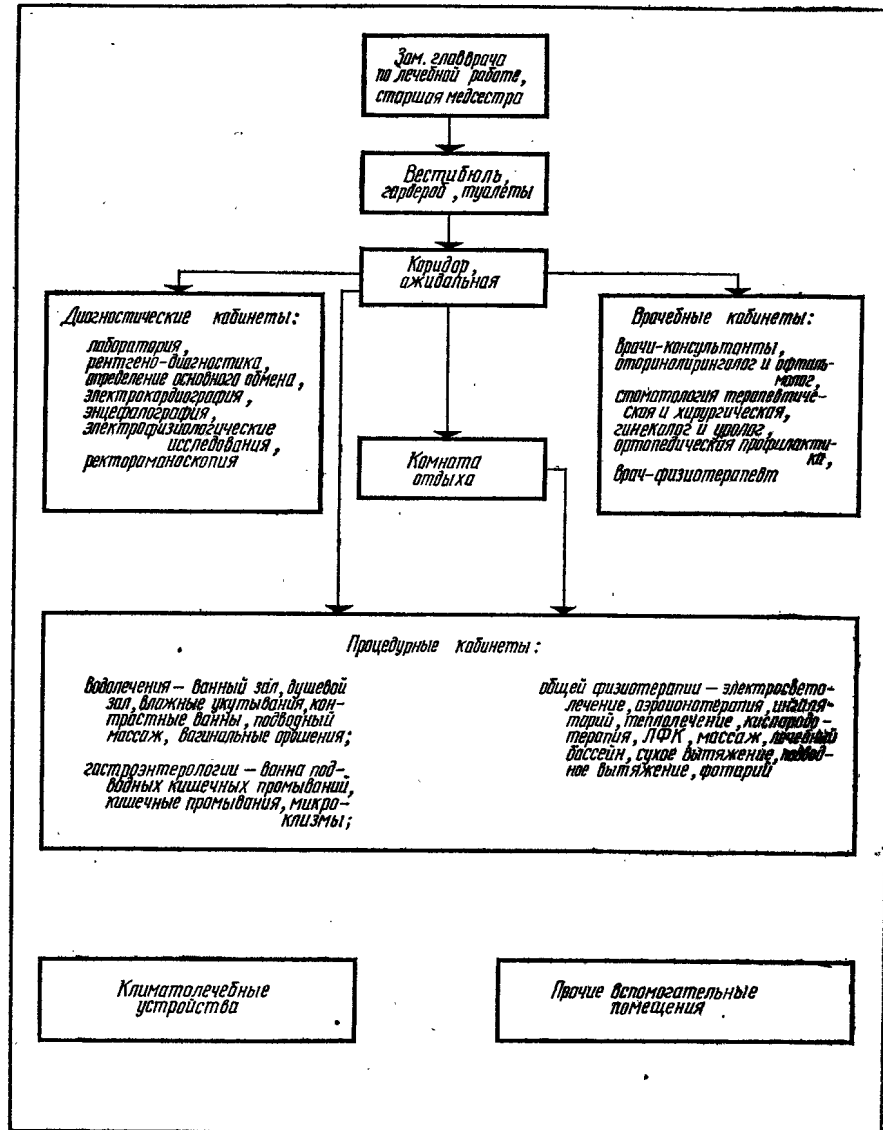 Зам. главврача
по лечебной работе,
старшая медсестра
Вестибюль,
гардероб, туалеты
Коридор,
ожидальная
Диагностические кабинеты:
лаборатория,
рентгено-диагностика,
определение основного обмена,
электрокардиография,
энцефалография,
электрофизиологические
исследования,
ректороманоскопия
Врачебные кабинеты:
врачи-консультанты,
оториноларинголог и офталь-
молог,
стоматология терапевтиче-
ская и хирургическая,
гинеколог и уролог,
ортопедическая профилакти-
ка,
врач-физиотерапевт
Комната
отдыха
Процедурные кабинеты:
водолечения — ванный зал, душевой
зал, влажные укутывания, кон-
трастные ванны, подводный
массаж, вагинальные орошения;
гастроэнтерологии — ванна под-
водных кишечных промываний,
кишечные промывания, микро-
клизмы;
общей физиотерапии — электросвето-
лечение, аэроионотерапия, ингаля-
торий, теплолечение, кислородо-
терапия, ЛФК, массаж, лечебный
бассейн, сухое вытяжение, подвод-
ное вытяжение, фотарий
Климатолечебные
устройства
Прочие вспомогательные
помещения